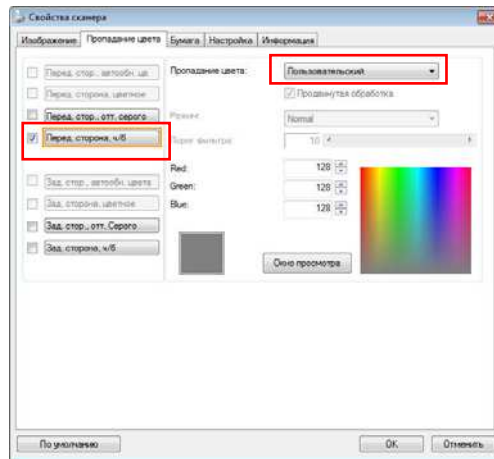 Свойства сканера
Изображение Пропадание цвета Бумага Настройка Информация
Перед. стор., автообн. цв.
Перед. сторона, цветное
Перед. стор., отт. серого
Перед. сторона, ч/б
Зад. стор., автообн. цвета
Зад. сторона, цветное
Зад. стор., отт. Серого
Зад. сторона, ч/б
Пропадание цвета: Пользовательский
Продвинутая обработка
Режим: Normal
Порог фильтра: 10
Red: 128
Green: 128
Blue: 128
Окно просмотра
По умолчанию OK Отменить